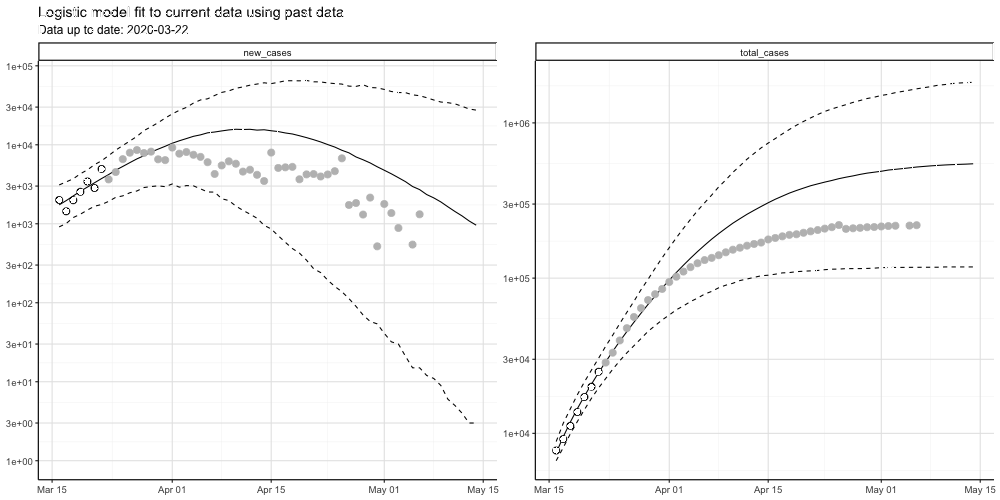 Logistic model fit to current data using past data
Data up to date: 2020-03-22
new_cases
total_cases
1e+05
3e+04
1e+04
3e+03
1e+03
3e+02
1e+02
3e+01
1e+01
3e+00
1e+00
Mar 15
Apr 01
Apr 15
May 01
May 15
1e+06
3e+05
1e+05
3e+04
1e+04
Mar 15
Apr 01
Apr 15
May 01
May 15